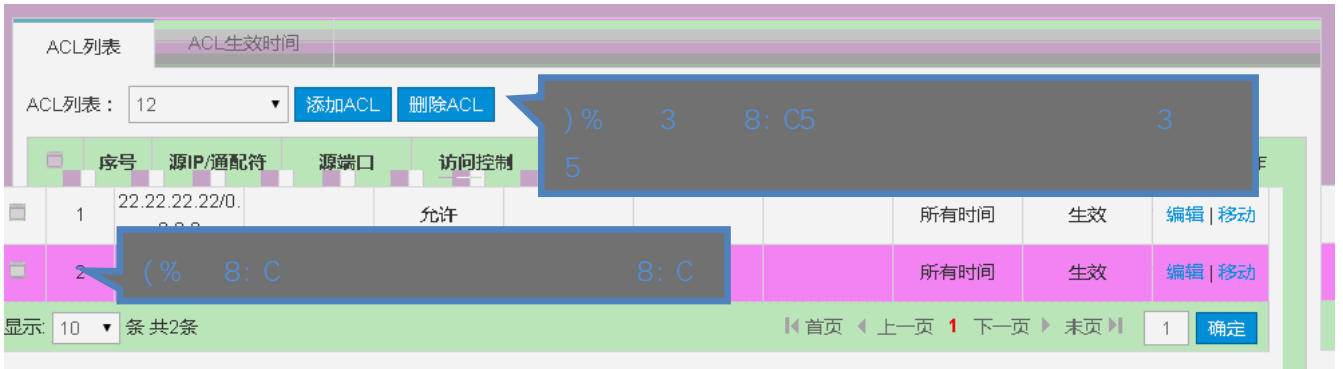 ACL列表 ACL生效时间
ACL列表： 12 添加ACL 删除ACL
)% 3 8: C5 3
5
序号 源IP/通配符 源端口 访问控制
1 22.22.22.22/0. 允许 所有时间 生效 编辑 | 移动
2 所有时间 生效 编辑 | 移动
(% 8: C 8: C
显示: 10 条 共2条 首页 上一页 1 下一页 末页 1 确定